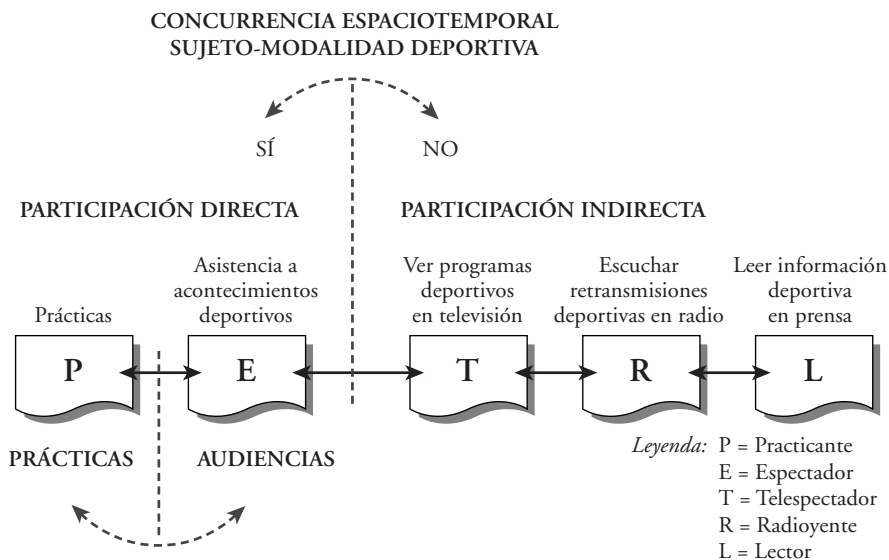 CONCURRENCIA ESPACIOTEMPORAL
SUJETO-MODALIDAD DEPORTIVA
SÍ
NO
PARTICIPACIÓN DIRECTA
PARTICIPACIÓN INDIRECTA
Prácticas
Asistencia a
acontecimientos
deportivos
Ver programas
deportivos
en televisión
Escuchar
retransmisiones
deportivas en radio
Leer información
deportiva
en prensa
P
E
T
R
L
PRÁCTICAS
AUDIENCIAS
Leyenda: P = Practicante
E = Espectador
T = Telespectador
R = Radioyente
L = Lector